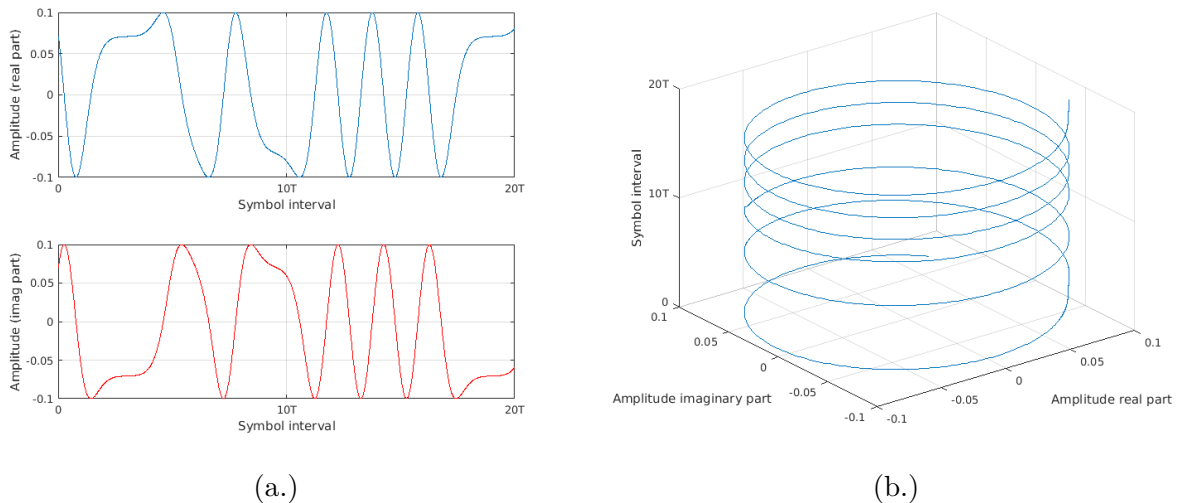 0.1
0.05
0
-0.05
-0.1
Amplitude (real part)
0 10T 20T
Symbol interval
0.1
0.05
0
-0.05
-0.1
Amplitude (imag part)
0 10T 20T
Symbol interval
(a.)
20T
10T
0
Symbol interval
0.1
0.05
0
-0.05
-0.1
Amplitude imaginary part
-0.1
-0.05
0
0.05
0.1
Amplitude real part
(b.)